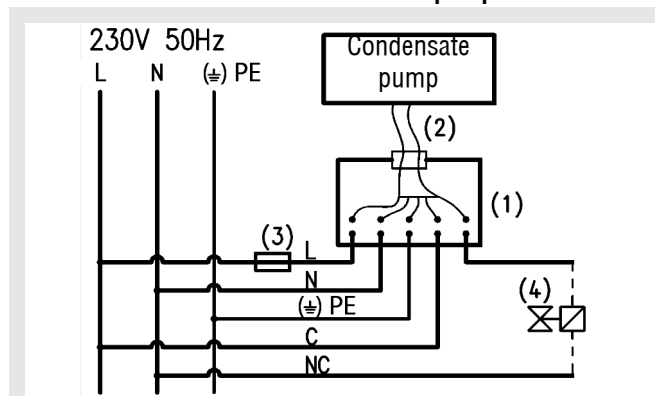 230V 50Hz
L N (⏚) PE
Condensate
pump
(2)
(1)
(3)
L
N
(⏚) PE
(4)
C
NC